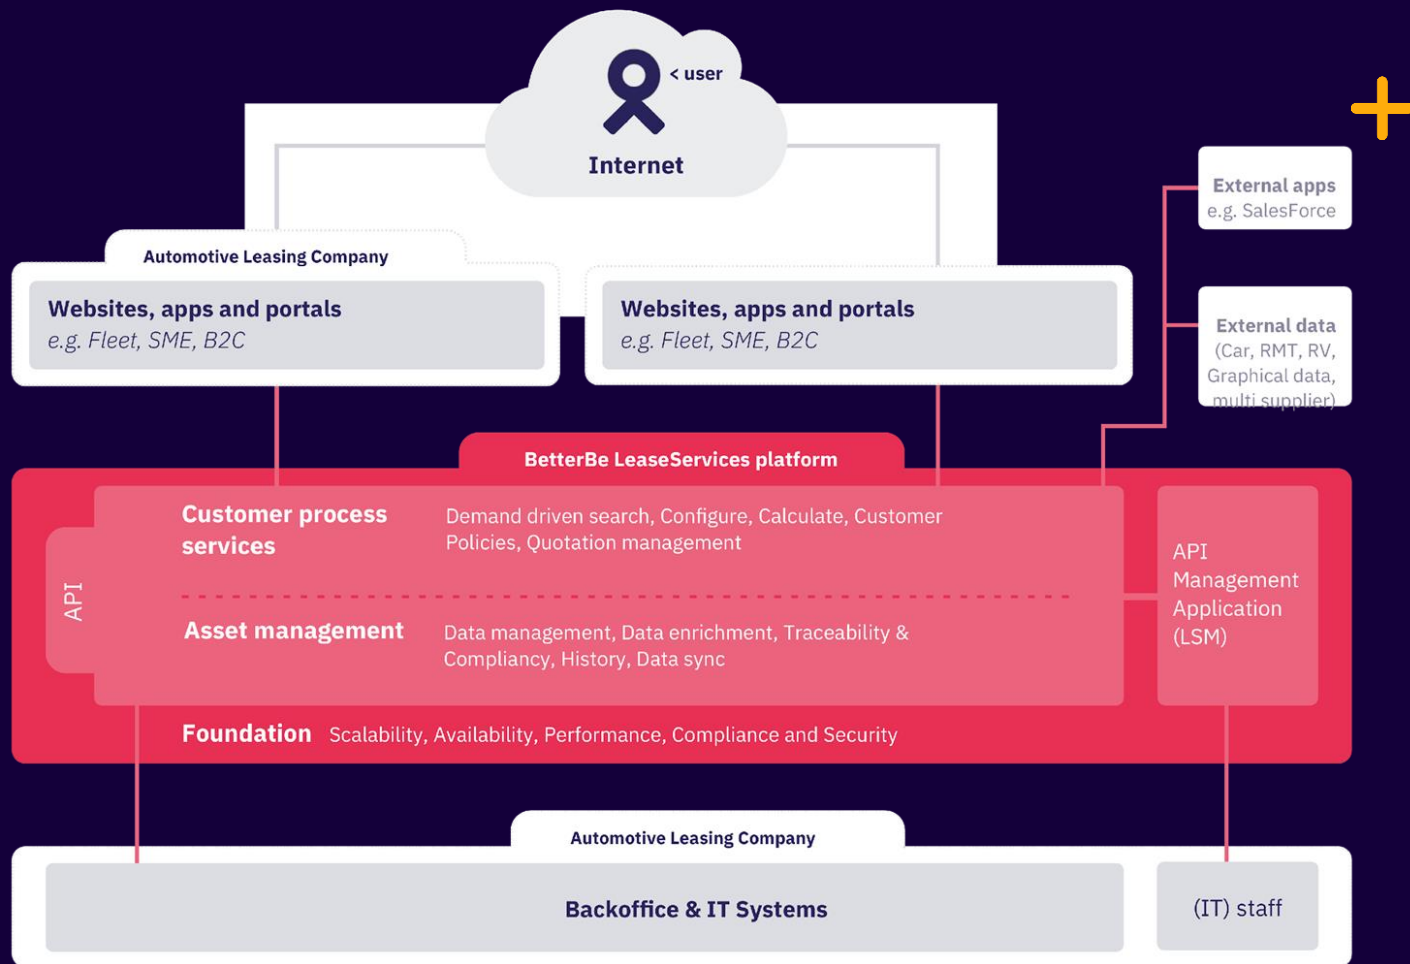 < user
Internet
External apps
e.g. SalesForce
Automotive Leasing Company
Websites, apps and portals
e.g. Fleet, SME, B2C
Websites, apps and portals
e.g. Fleet, SME, B2C
External data
(Car, RMT, RV,
Graphical data,
multi supplier)
BetterBe LeaseServices platform
API
Customer process
services
Demand driven search, Configure, Calculate, Customer
Policies, Quotation management
Asset management
Data management, Data enrichment, Traceability &
Compliancy, History, Data sync
API
Management
Application
(LSM)
Foundation Scalability, Availability, Performance, Compliance and Security
Automotive Leasing Company
Backoffice & IT Systems
(IT) staff